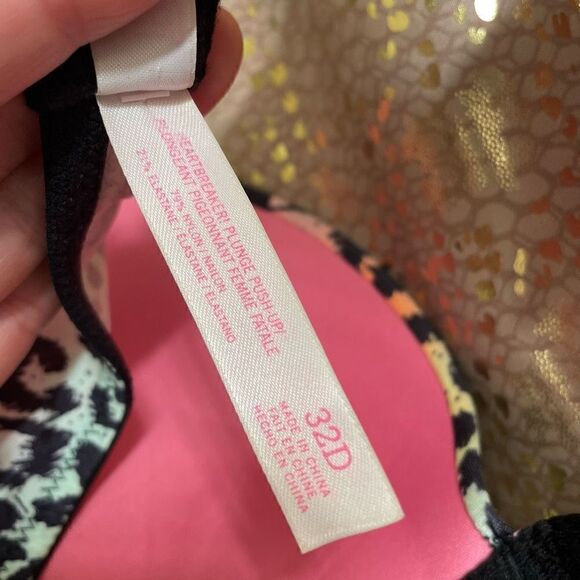 HEARTBREAKER! PLUNGE PUSH-UP/
PLONGEANT PIGEONNANT FEMME FATALE
79% NYLON / NAILON
21% ELASTANE / ELASTANE / ELASTANO
32D
MADE IN CHINA
FAIT EN CHINE
HECHO EN CHINA